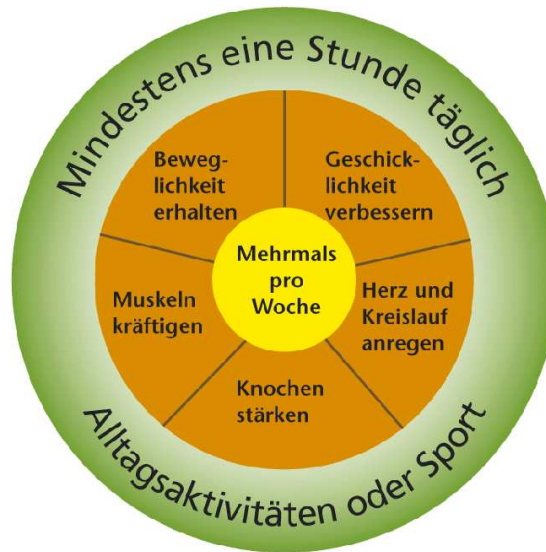 Mindestens eine Stunde täglich
Beweg-
lichkeit
erhalten
Geschick-
lichkeit
verbessern
Mehrmals
pro
Woche
Muskeln
kräftigen
Herz und
Kreislauf
anregen
Knochen
stärken
Alltagsaktivitäten oder Sport